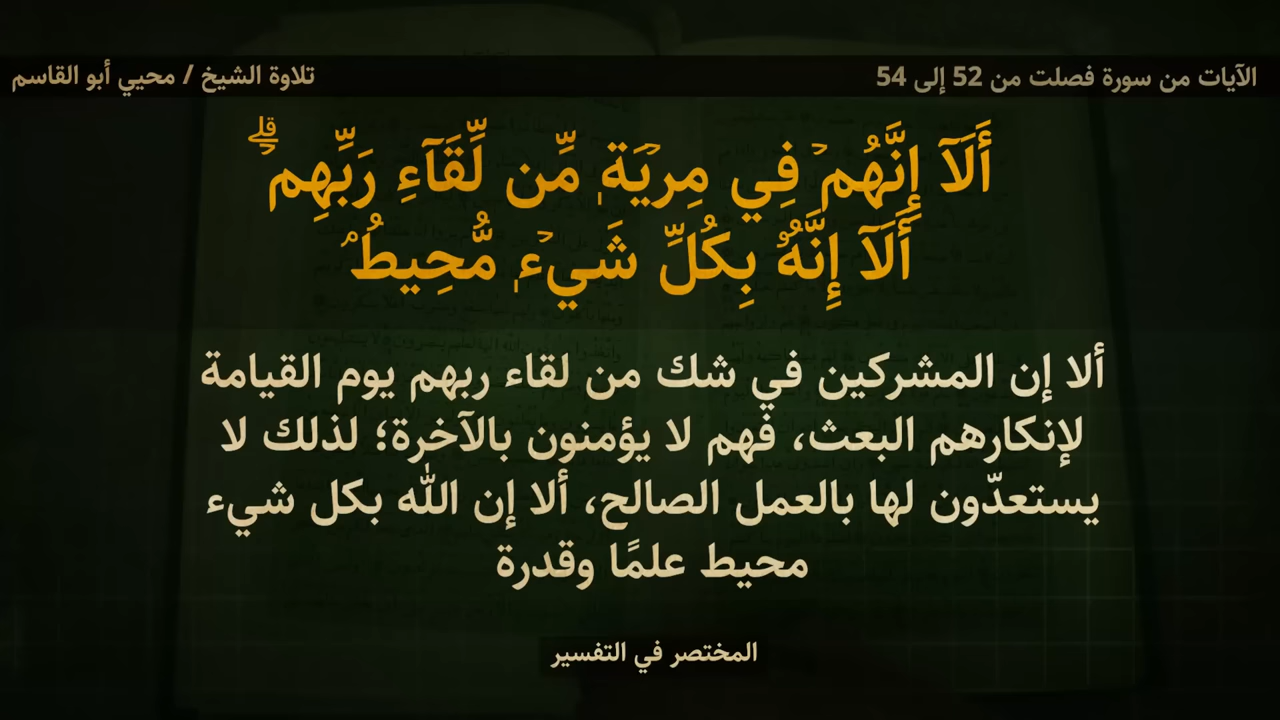 الآيات من سورة فصلت من 52 إلى 54
تلاوة الشيخ / محيي أبو القاسم
أَلَآ إِنَّهُمۡ فِي مِرۡيَةٖ مِّن لِّقَآءِ رَبِّهِمۡۗ
أَلَآ إِنَّهُۥ بِكُلِّ شَيۡءٖ مُّحِيطُۢ
ألا إن المشركين في شك من لقاء ربهم يوم القيامة
لإنكارهم البعث، فهم لا يؤمنون بالآخرة؛ لذلك لا
يستعدّون لها بالعمل الصالح، ألا إن الله بكل شيء
محيط علمًا وقدرة
المختصر في التفسير